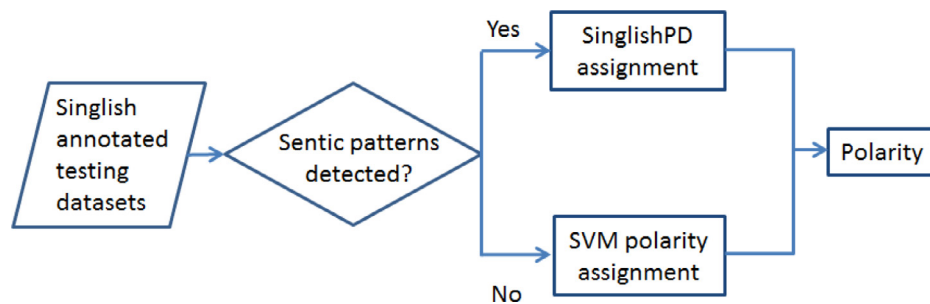 Singlish
annotated
testing
datasets
Sentic patterns
detected?
Yes
SinglishPD
assignment
No
SVM polarity
assignment
Polarity